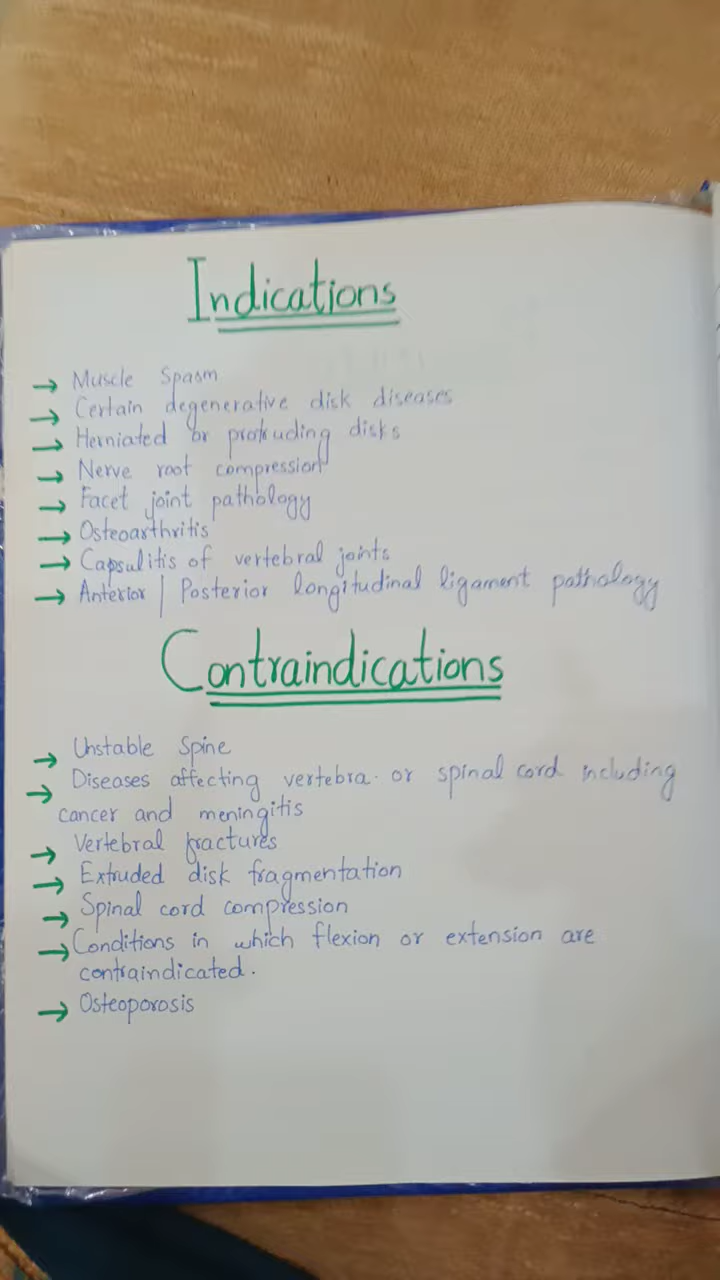 Indications
→ Muscle Spasm
→ Certain degenerative disk diseases
→ Herniated or protruding disks
→ Nerve root compression
→ Facet joint pathology
→ Osteoarthritis
→ Capsulitis of vertebral joints
→ Anterior | Posterior longitudinal ligament pathology
Contraindications
→ Unstable Spine
→ Diseases affecting vertebra or spinal cord including
cancer and meningitis
→ Vertebral fractures
→ Extruded disk fragmentation
→ Spinal cord compression
→ Conditions in which flexion or extension are
contraindicated.
→ Osteoporosis